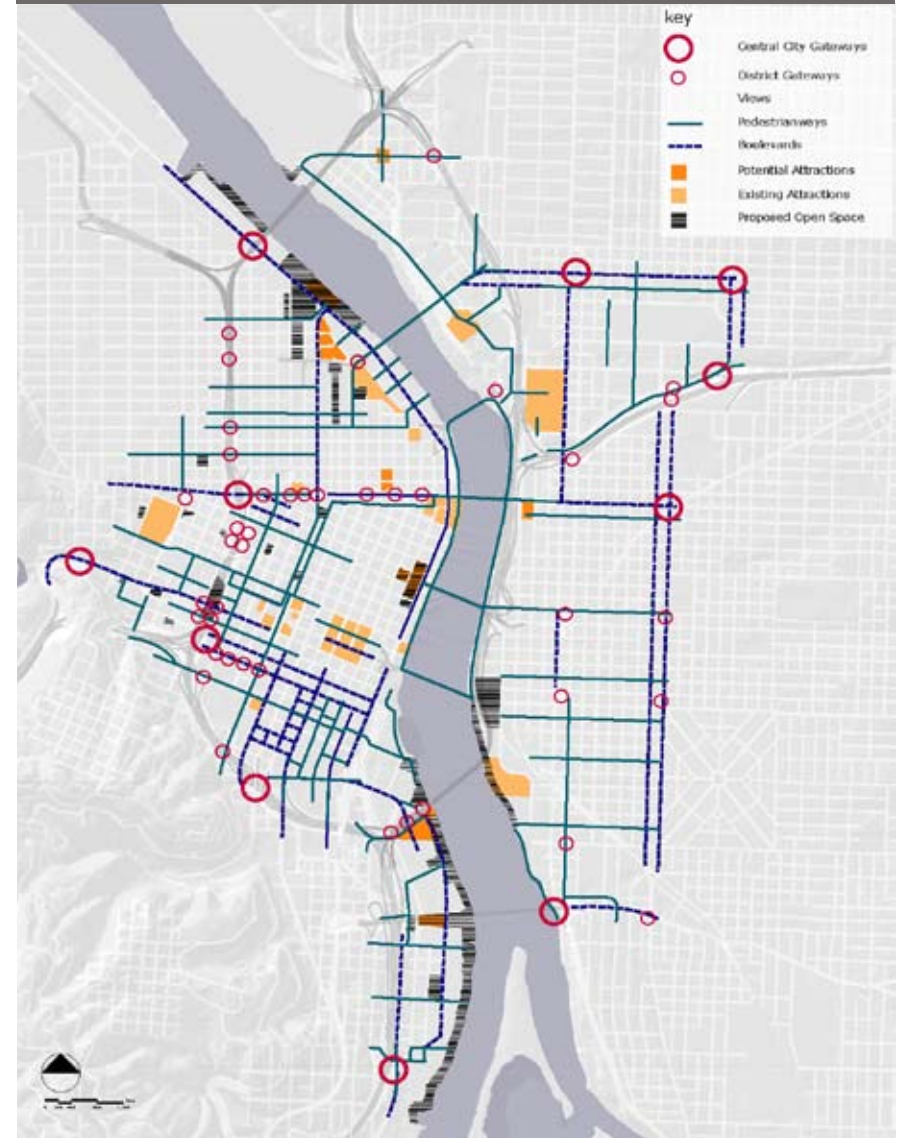 key
Central City Gateways
District Gateways
Views
Pedestrianways
Boulevards
Potential Attractions
Existing Attractions
Proposed Open Space